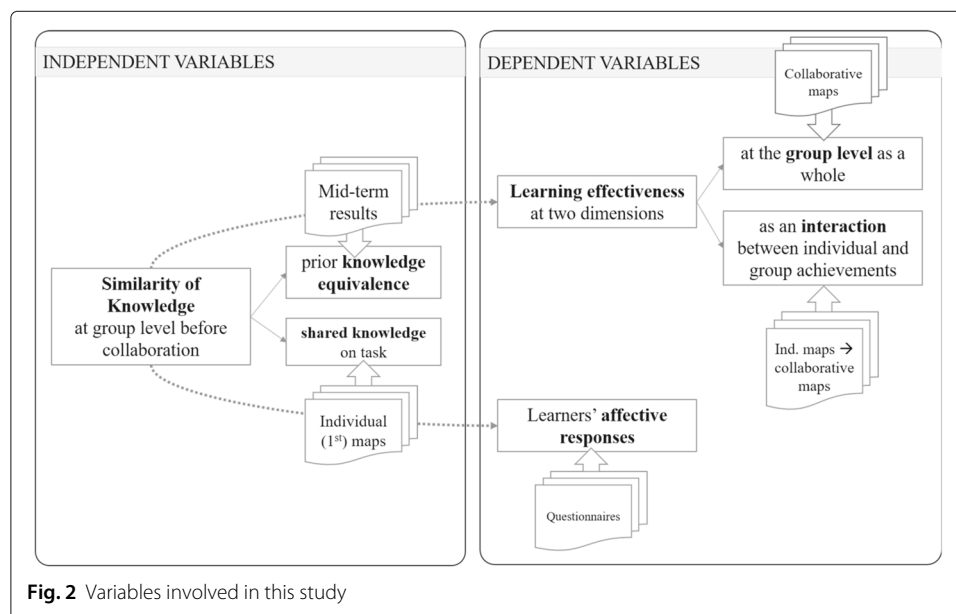 INDEPENDENT VARIABLES
Mid-term
results
prior knowledge
equivalence
Similarity of
Knowledge
at group level before
collaboration
shared knowledge
on task
Individual
(1st) maps
DEPENDENT VARIABLES
Collaborative
maps
at the group level as a
whole
Learning effectiveness
at two dimensions
as an interaction
between individual and
group achievements
Ind. maps →
collaborative
maps
Learners' affective
responses
Questionnaires
Fig. 2 Variables involved in this study